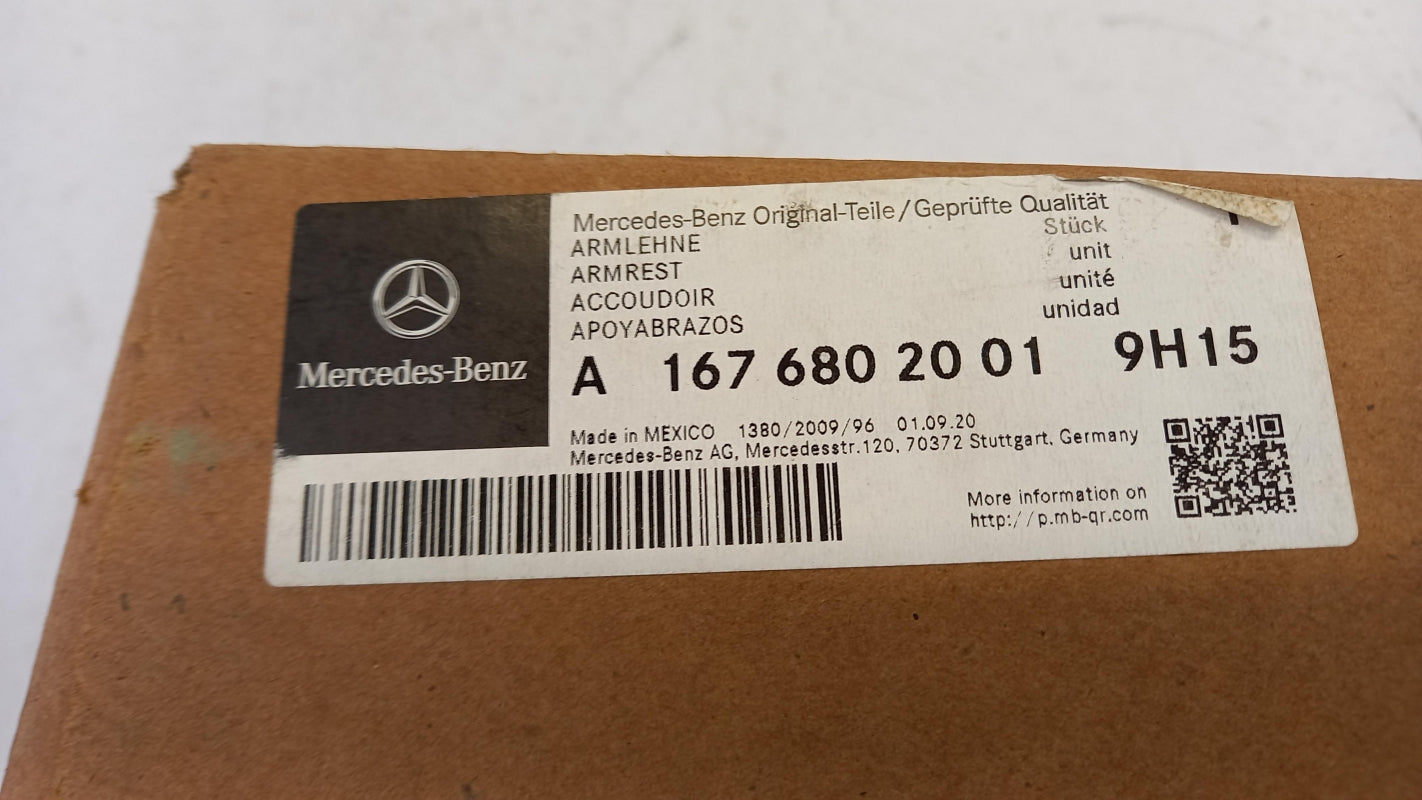 Mercedes-Benz
Mercedes-Benz Original-Teile/Geprüfte Qualität
ARMLEHNE Stück
ARMREST unit
ACCOUDOIR unité
APOYABRAZOS unidad
A 167 680 20 01 9H15
Made in MEXICO 1380/2009/96 01.09.20
Mercedes-Benz AG, Mercedesstr.120, 70372 Stuttgart, Germany
More information on
http://p.mb-qr.com